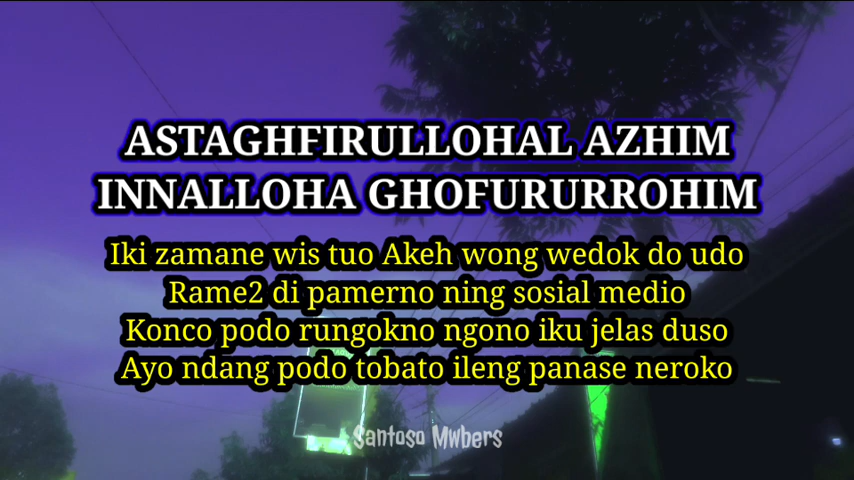 ASTAGHFIRULLOHAL AZHIM
INNALLOHA GHOFURURROHIM
Iki zamane wis tuo Akeh wong wedok do udo
Rame2 di pamerno ning sosial medio
Konco podo rungokno ngono iku jelas duso
Ayo ndang podo tobato ileng panase neroko
Santoso Mwbers